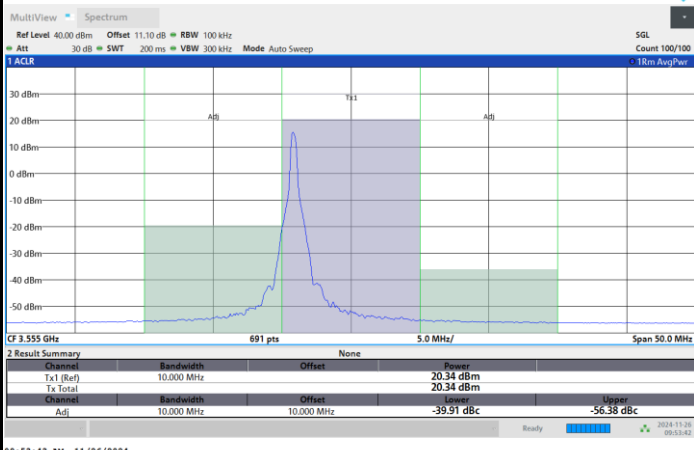 MultiView Spectrum
Ref Level 40.00 dBm Offset 11.10 dB RBW 100 kHz SGL
Att 30 dB SWT 200 ms VBW 300 kHz Mode Auto Sweep Count 100/100
1 ACLR 1Rm AvgPwr
30 dBm
Tx1
20 dBm
Adj Adj
10 dBm
0 dBm
-10 dBm
-20 dBm
-30 dBm
-40 dBm
-50 dBm
CF 3.555 GHz 691 pts 5.0 MHz/ Span 50.0 MHz
2 Result Summary None
Channel Bandwidth Offset Power
Tx1 (Ref) 10.000 MHz 20.34 dBm
Tx Total 20.34 dBm
Channel Bandwidth Offset Lower Upper
Adj 10.000 MHz 10.000 MHz -39.91 dBc -56.38 dBc
Ready 2024-11-26
09:53:42